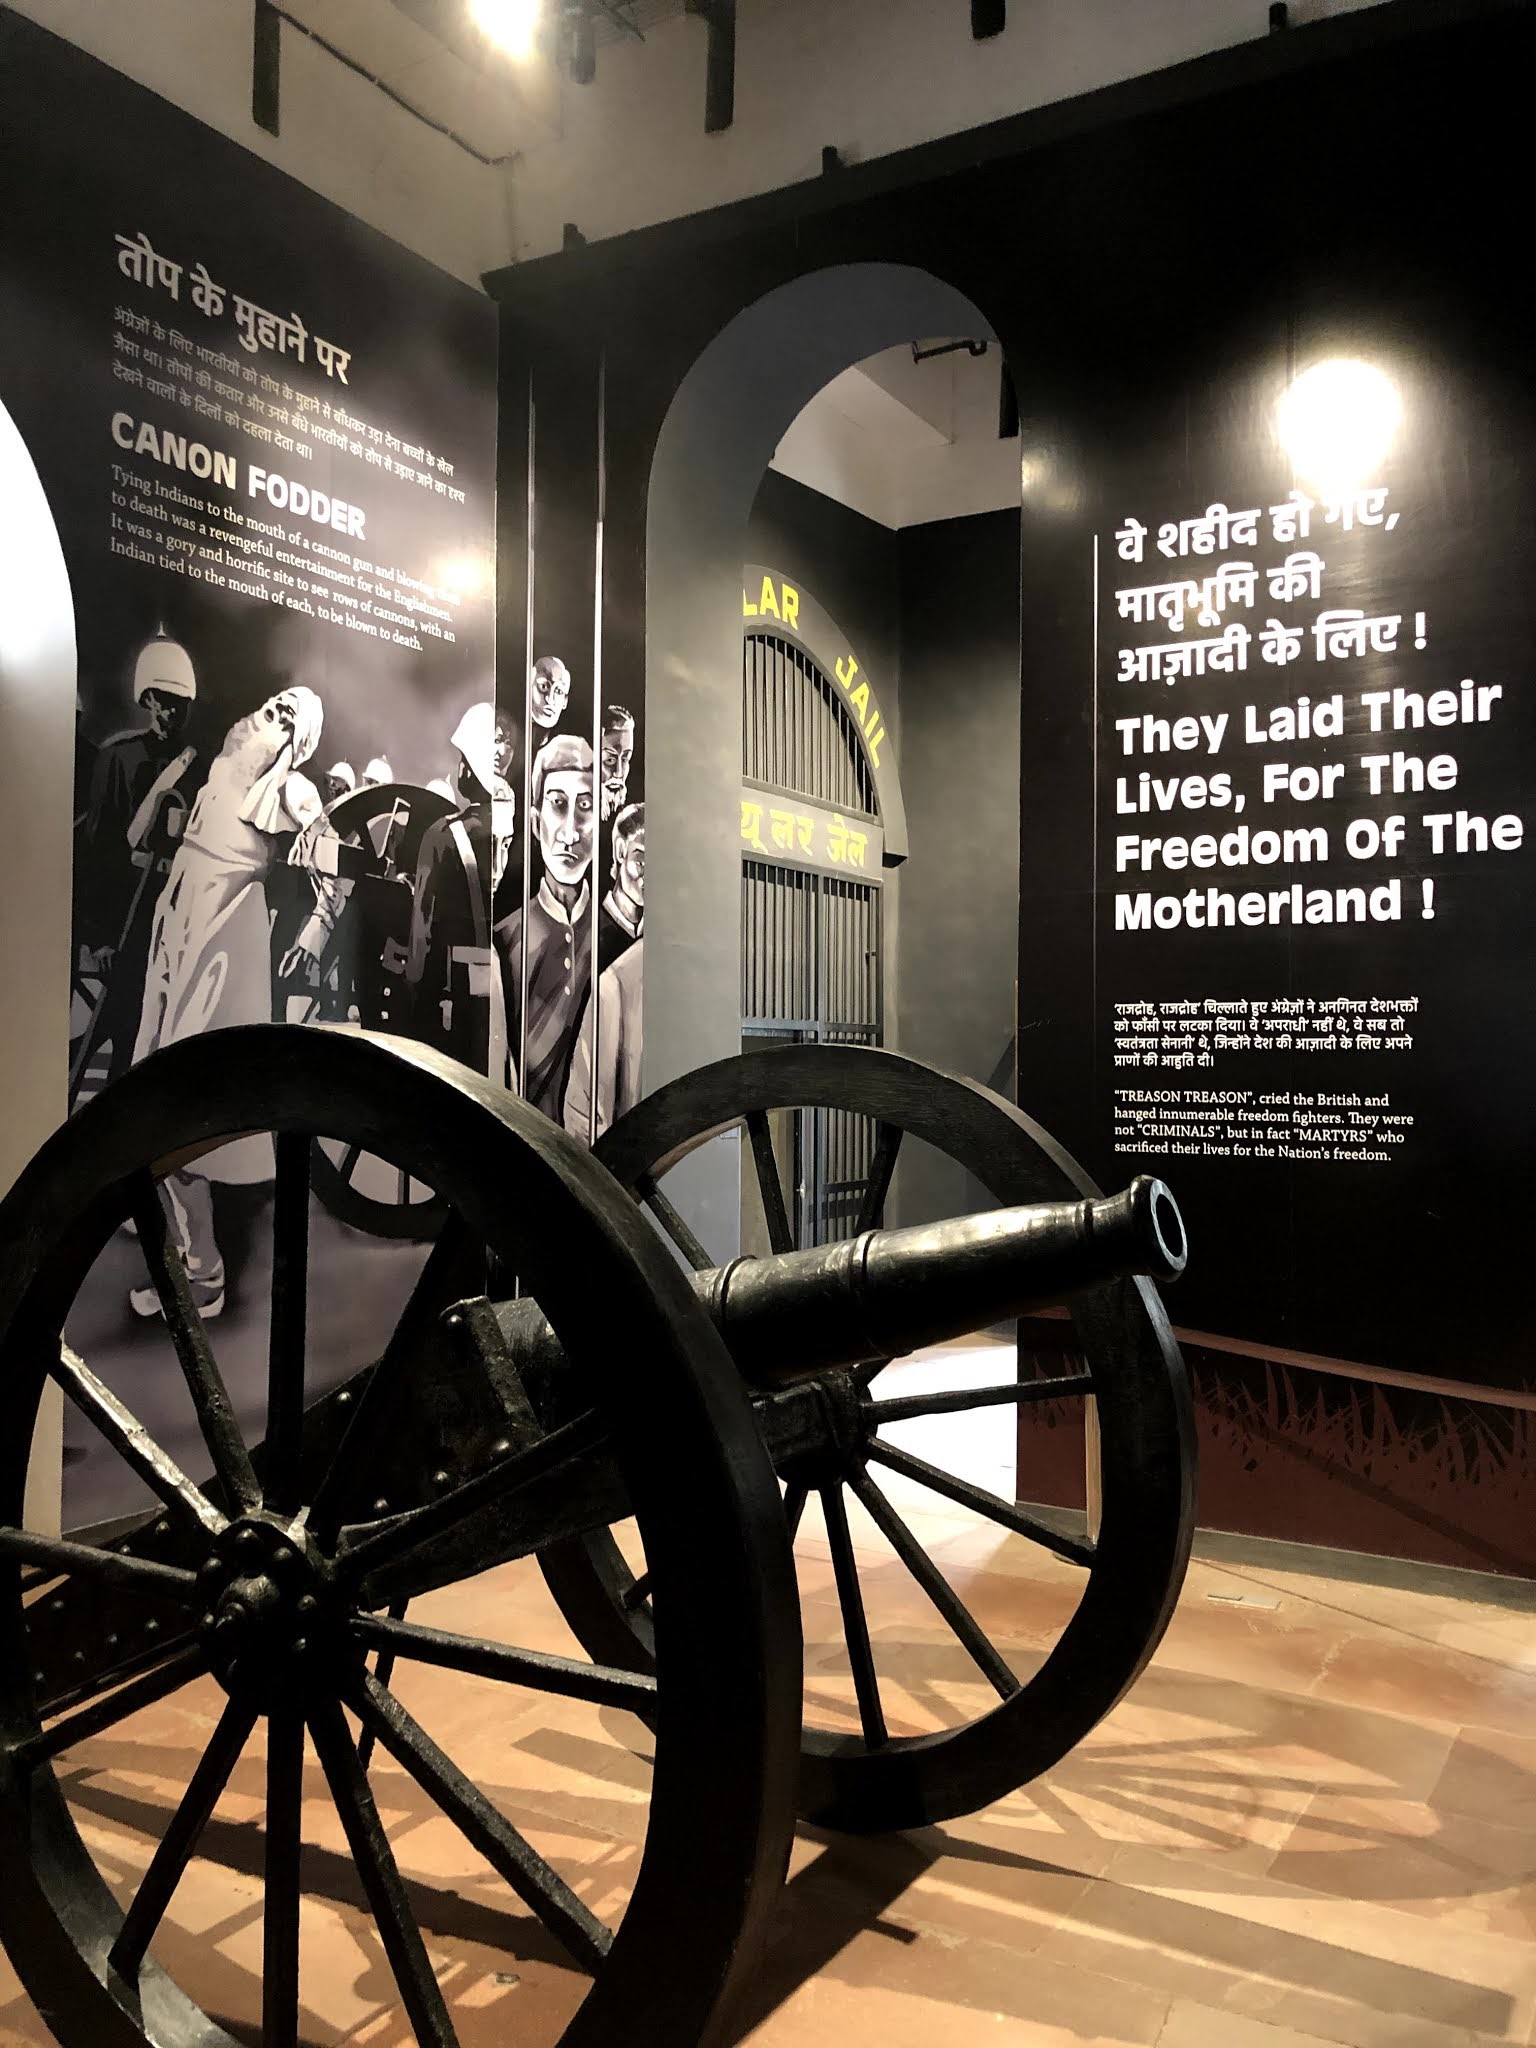 तोप के मुहाने पर
अंग्रेजों के लिए भारतीयों को तोप के मुहाने से बाँधकर उड़ा देना बच्चों के खेल
जैसा था। तोपों की कतार और उनसे बँधे भारतीयों को तोप से उड़ाए जाने का दृश्य
देखने वालों के दिलों को दहला देता था।
CANON FODDER
Tying Indians to the mouth of a cannon gun and blowing
to death was a revengeful entertainment for the Englishmen.
It was a gory and horrific site to see rows of cannons, with an
Indian tied to the mouth of each, to be blown to death.
LAR JAIL
यूलर जेल
वे शहीद हो गए,
मातृभूमि की
आज़ादी के लिए !
They Laid Their
Lives, For The
Freedom Of The
Motherland !
'राजद्रोह, राजद्रोह' चिल्लाते हुए अंग्रेज़ों ने अनगिनत देशभक्तों
को फाँसी पर लटका दिया। वे 'अपराधी' नहीं थे, वे सब तो
'स्वतंत्रता सेनानी' थे, जिन्होंने देश की आज़ादी के लिए अपने
प्राणों की आहुति दी।
"TREASON TREASON", cried the British and
hanged innumerable freedom fighters. They were
not "CRIMINALS", but in fact "MARTYRS" who
sacrificed their lives for the Nation's freedom.